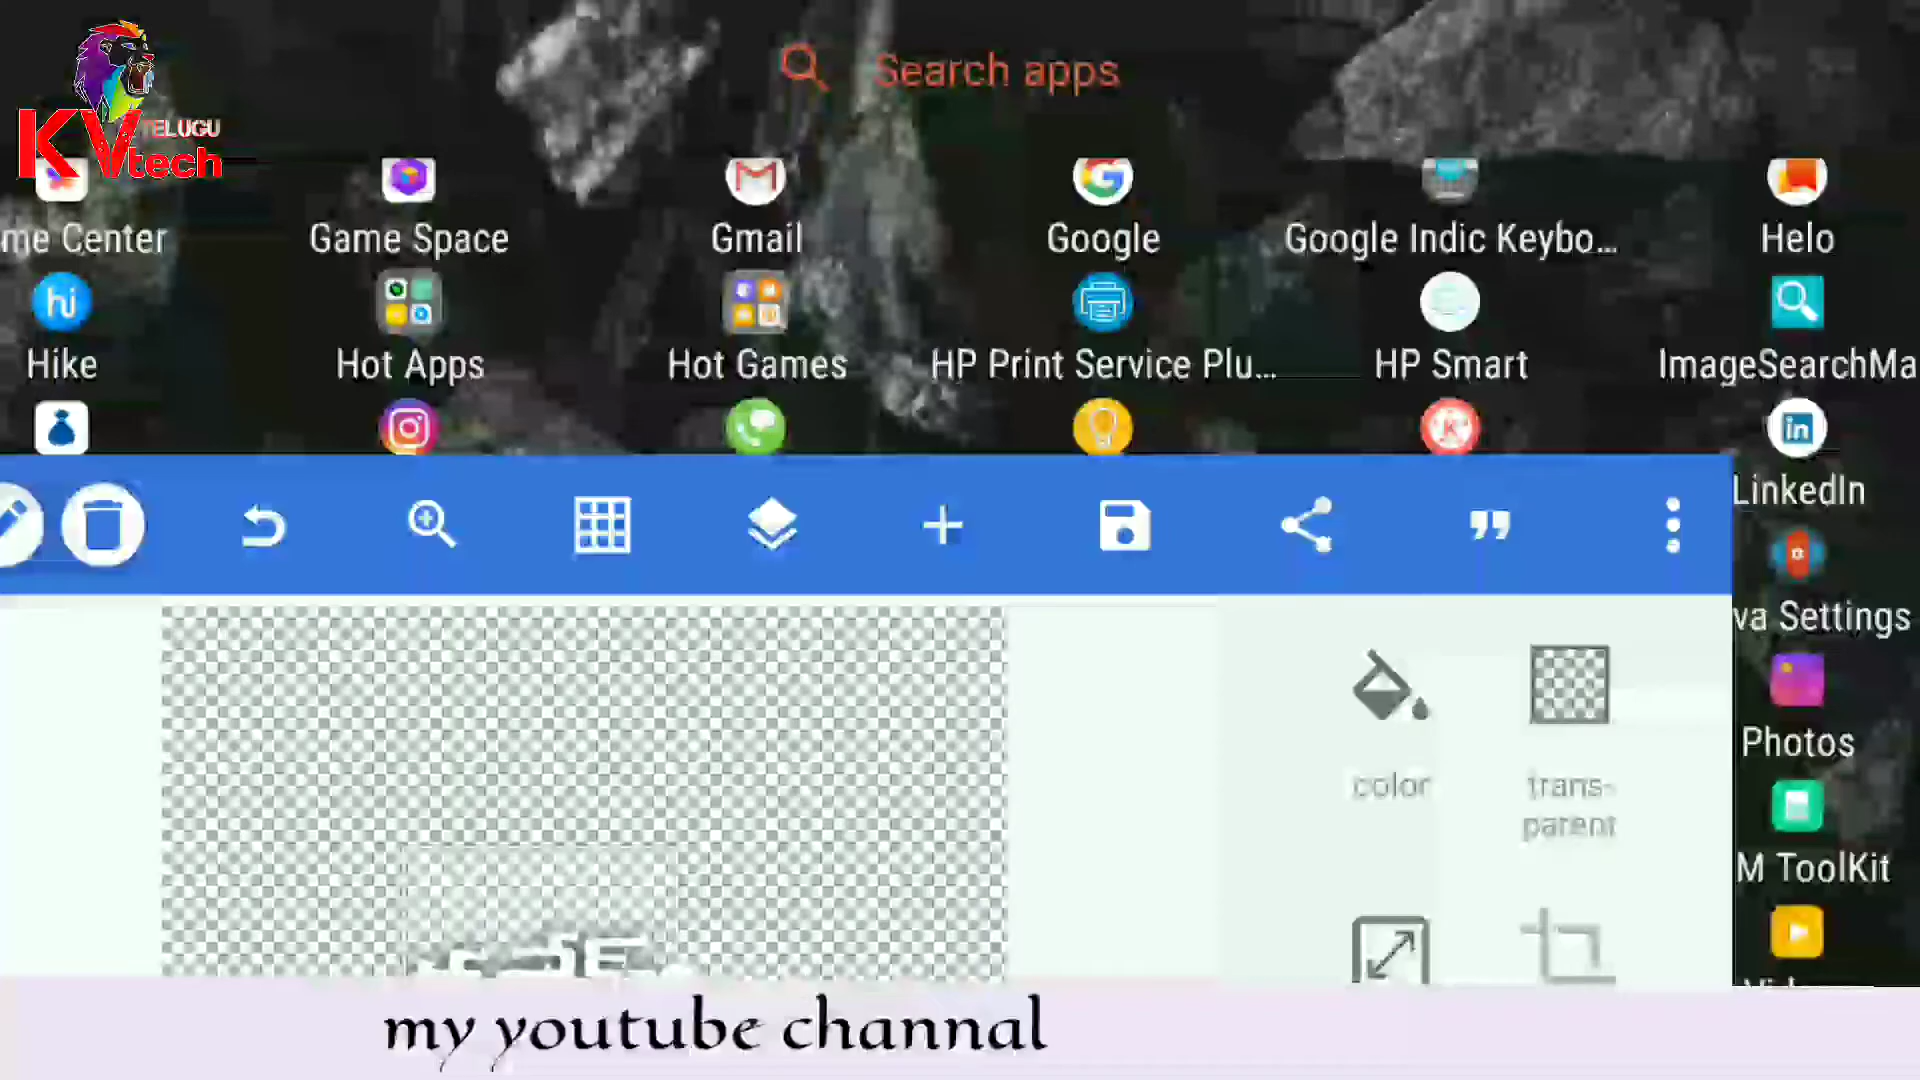 Search apps
TELUGU
KV tech
me Center
Game Space
Gmail
Google
Google Indic Keybo...
Helo
hi
Hike
Hot Apps
Hot Games
HP Print Service Plu...
HP Smart
ImageSearchMa
in
LinkedIn
va Settings
Photos
M ToolKit
color
trans-
parent
my youtube channal